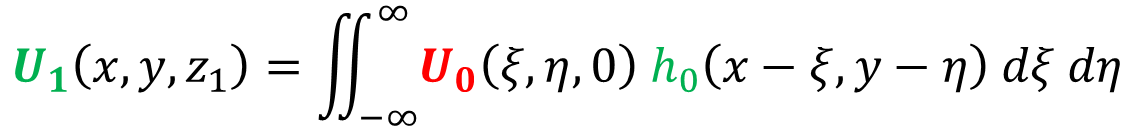 U₁(x, y, z₁) = ∬_{−∞}^{∞} U₀(ξ, η, 0) h₀(x − ξ, y − η) dξ dη